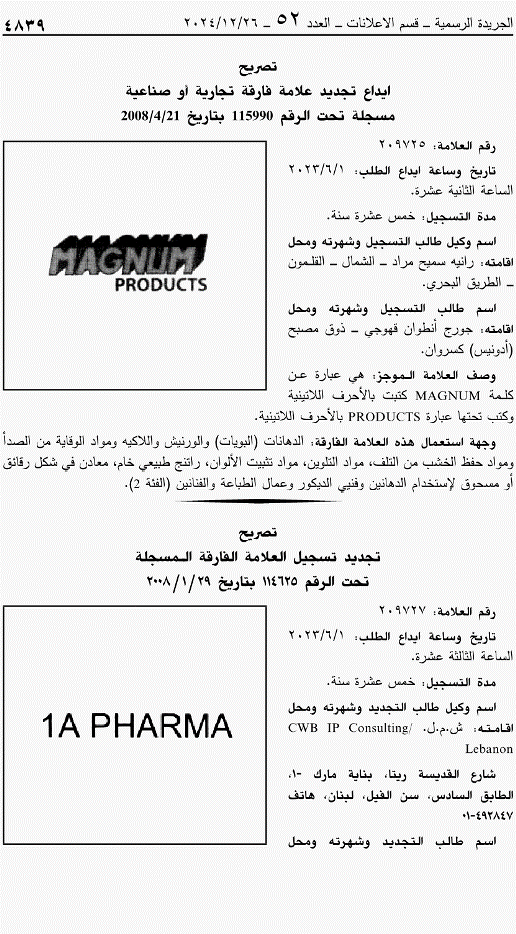 الجريدة الرسمية ــ قسم الاعلانات ــ العدد ٥٢ ــ ٢٠٢٤/١٢/٢٦
٤٨٣٩
تصريح
ايداع تجديد علامة فارقة تجارية أو صناعية
مسجلة تحت الرقم 115990 بتاريخ 2008/4/21
رقم العلامة: ٢٠٩٧٢٥
تاريخ وساعة ايداع الطلب: ٢٠٢٣/٦/١
الساعة الثانية عشرة.
مدة التسجيل: خمس عشرة سنة.
اسم وكيل طالب التسجيل وشهرته ومحل
اقامته: رانيه سميح مراد ــ الشمال ــ القلمون
ــ الطريق البحري.
اسم طالب التسجيل وشهرته ومحل
اقامته: جورج أنطوان قهوجي ــ ذوق مصبح
(أدونيس) كسروان.
وصف العلامة الموجز: هي عبارة عن
كلمة MAGNUM كتبت بالأحرف اللاتينية
وكتب تحتها عبارة PRODUCTS بالأحرف اللاتينية.
MAGNUM
PRODUCTS
وجهة استعمال هذه العلامة الفارقة: الدهانات (البويات) والورنيش واللاكيه ومواد الوقاية من الصدأ
ومواد حفظ الخشب من التلف، مواد التلوين، مواد تثبيت الألوان، راتنج طبيعي خام، معادن في شكل رقائق
أو مسحوق لإستخدام الدهانين وفنيي الديكور وعمال الطباعة والفنانين (الفئة 2).
تصريح
تجديد تسجيل العلامة الفارقة المسجلة
تحت الرقم ١١٤٦٢٥ بتاريخ ٢٠٠٨/١/٢٩
رقم العلامة: ٢٠٩٧٢٧
تاريخ وساعة ايداع الطلب: ٢٠٢٣/٦/١
الساعة الثالثة عشرة.
مدة التسجيل: خمس عشرة سنة.
اسم وكيل طالب التجديد وشهرته ومحل
اقامته: ش.م.ل. CWB IP Consulting/
Lebanon
شارع القديسة ريتا، بناية مارك -١،
الطابق السادس، سن الفيل، لبنان، هاتف
٠١-٤٩٢٨٤٧
اسم طالب التجديد وشهرته ومحل
1A PHARMA